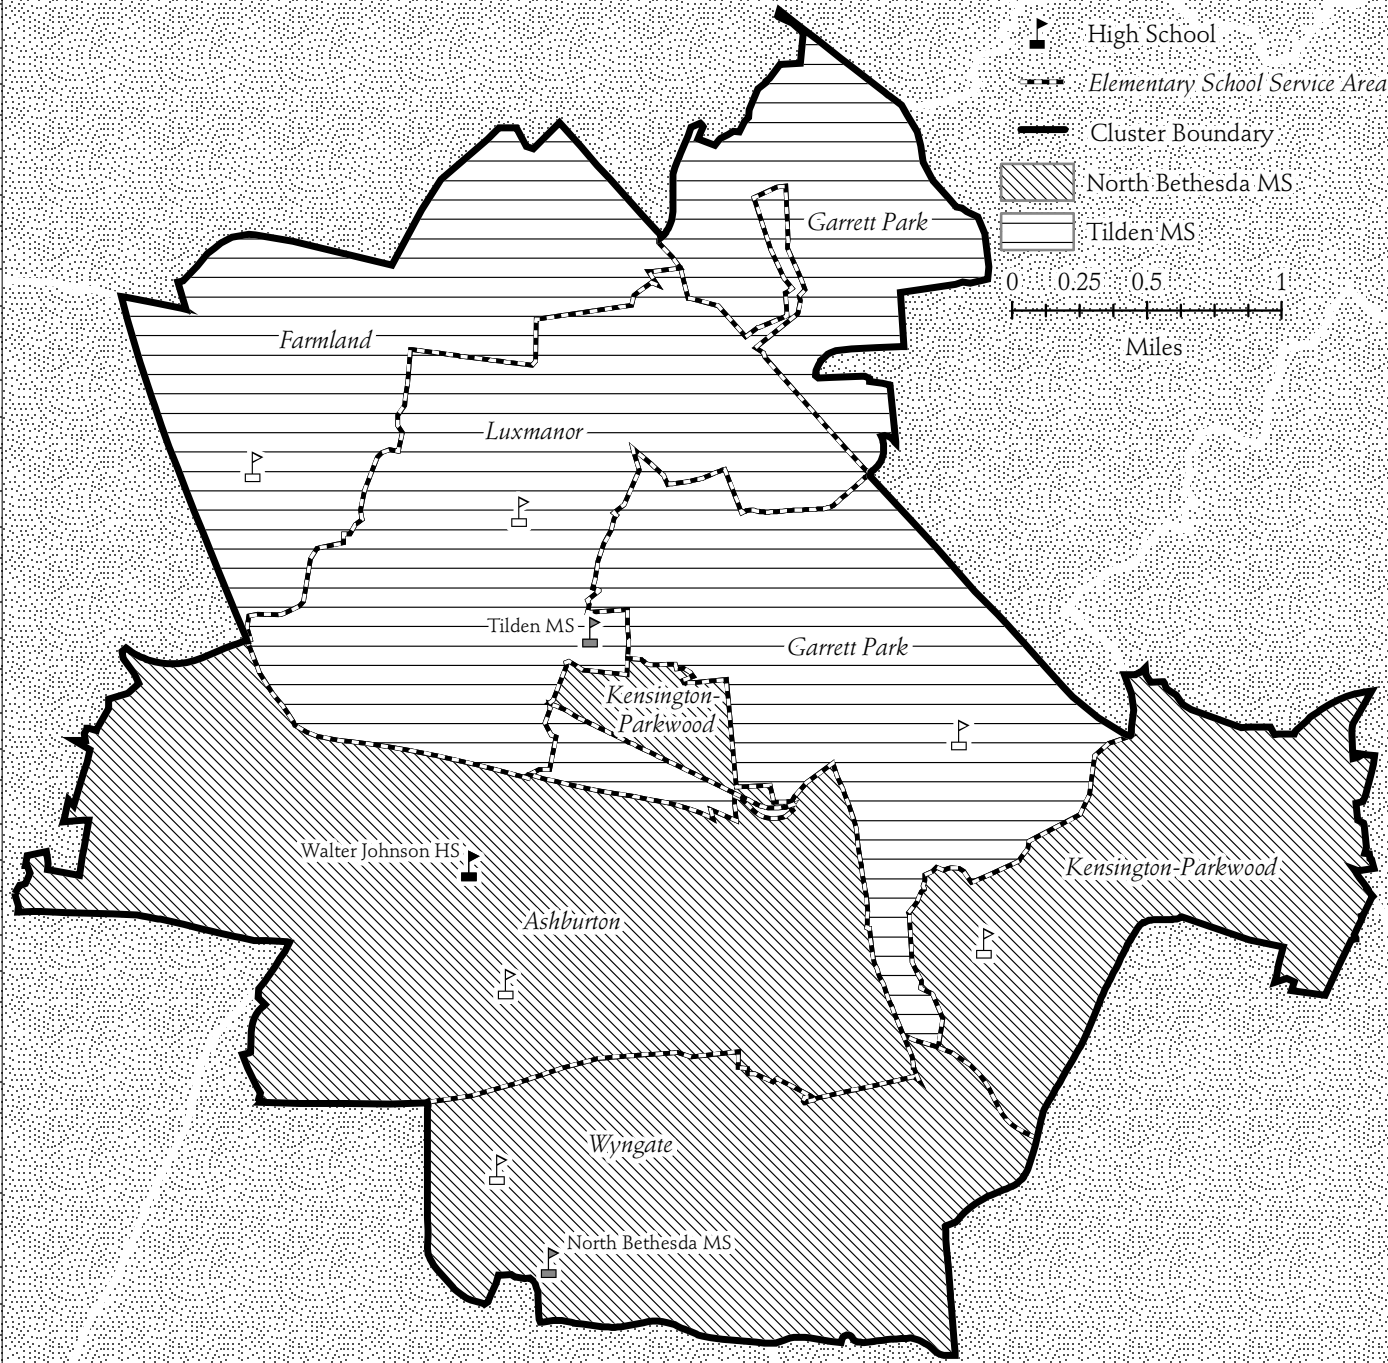 High School
Elementary School Service Area
Cluster Boundary
North Bethesda MS
Tilden MS
0 0.25 0.5 1
Miles
Garrett Park
Farmland
Luxmanor
Tilden MS
Garrett Park
Kensington-
Parkwood
Walter Johnson HS
Kensington-Parkwood
Ashburton
Wyngate
North Bethesda MS